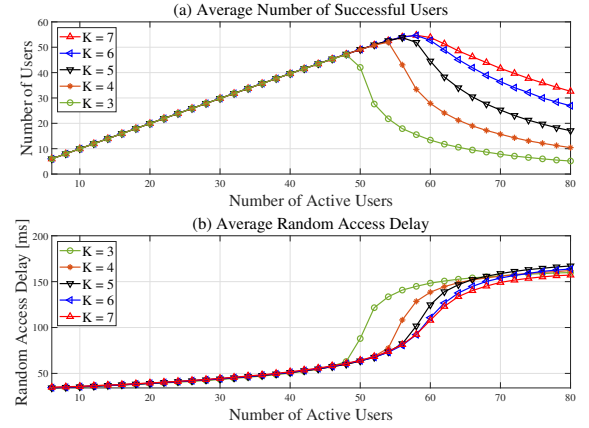 (a) Average Number of Successful Users
Number of Users
60
50
40
30
20
10
0
K = 7
K = 6
K = 5
K = 4
K = 3
10 20 30 40 50 60 70 80
Number of Active Users
(b) Average Random Access Delay
Random Access Delay [ms]
200
150
100
50
K = 3
K = 4
K = 5
K = 6
K = 7
10 20 30 40 50 60 70 80
Number of Active Users